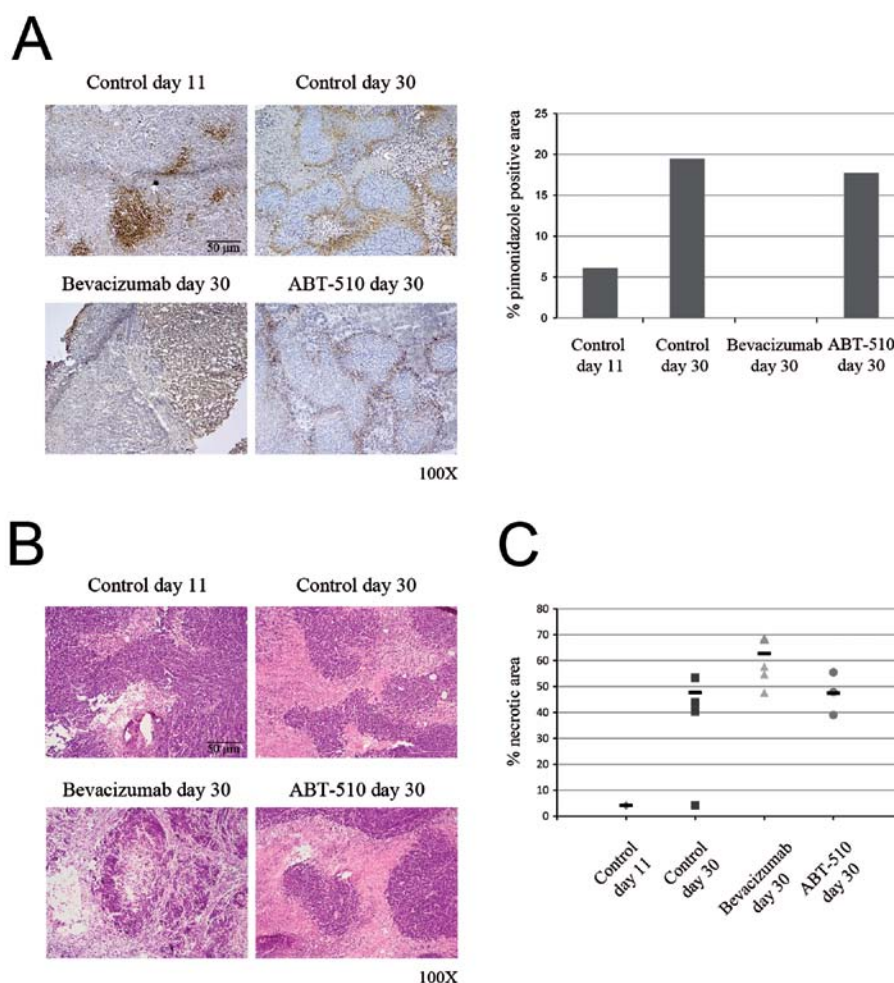 A
Control day 11
Control day 30
50 µm
Bevacizumab day 30
ABT-510 day 30
100X
% pimonidazole positive area
25
20
15
10
5
0
Control
day 11
Control
day 30
Bevacizumab
day 30
ABT-510
day 30
B
Control day 11
Control day 30
50 µm
Bevacizumab day 30
ABT-510 day 30
100X
C
% necrotic area
80
70
60
50
40
30
20
10
0
Control
day 11
Control
day 30
Bevacizumab
day 30
ABT-510
day 30